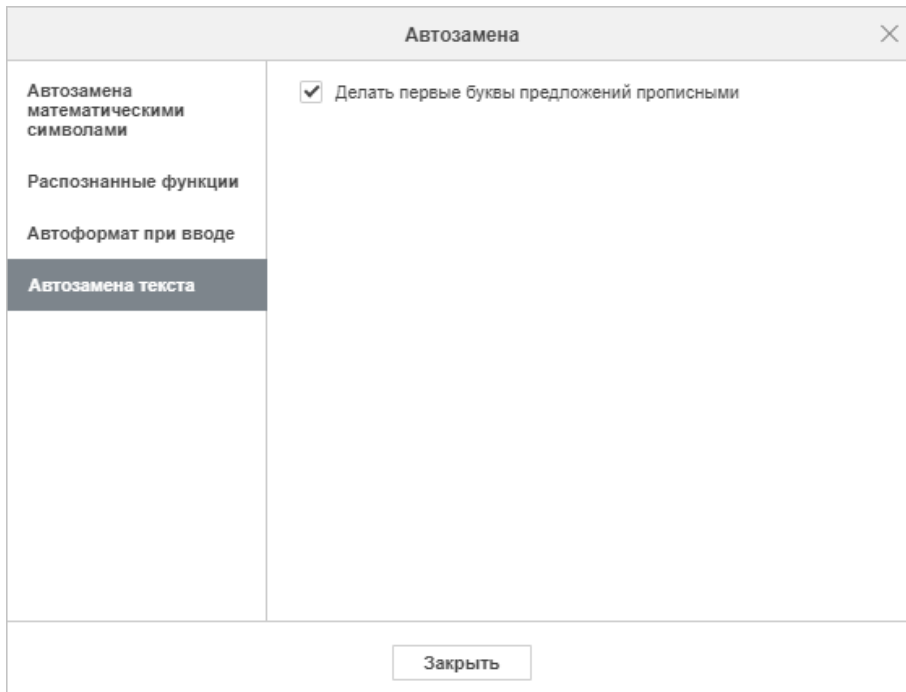 Автозамена
Автозамена
математическими
символами
Распознанные функции
Автоформат при вводе
Автозамена текста
Делать первые буквы предложений прописными
Закрыть